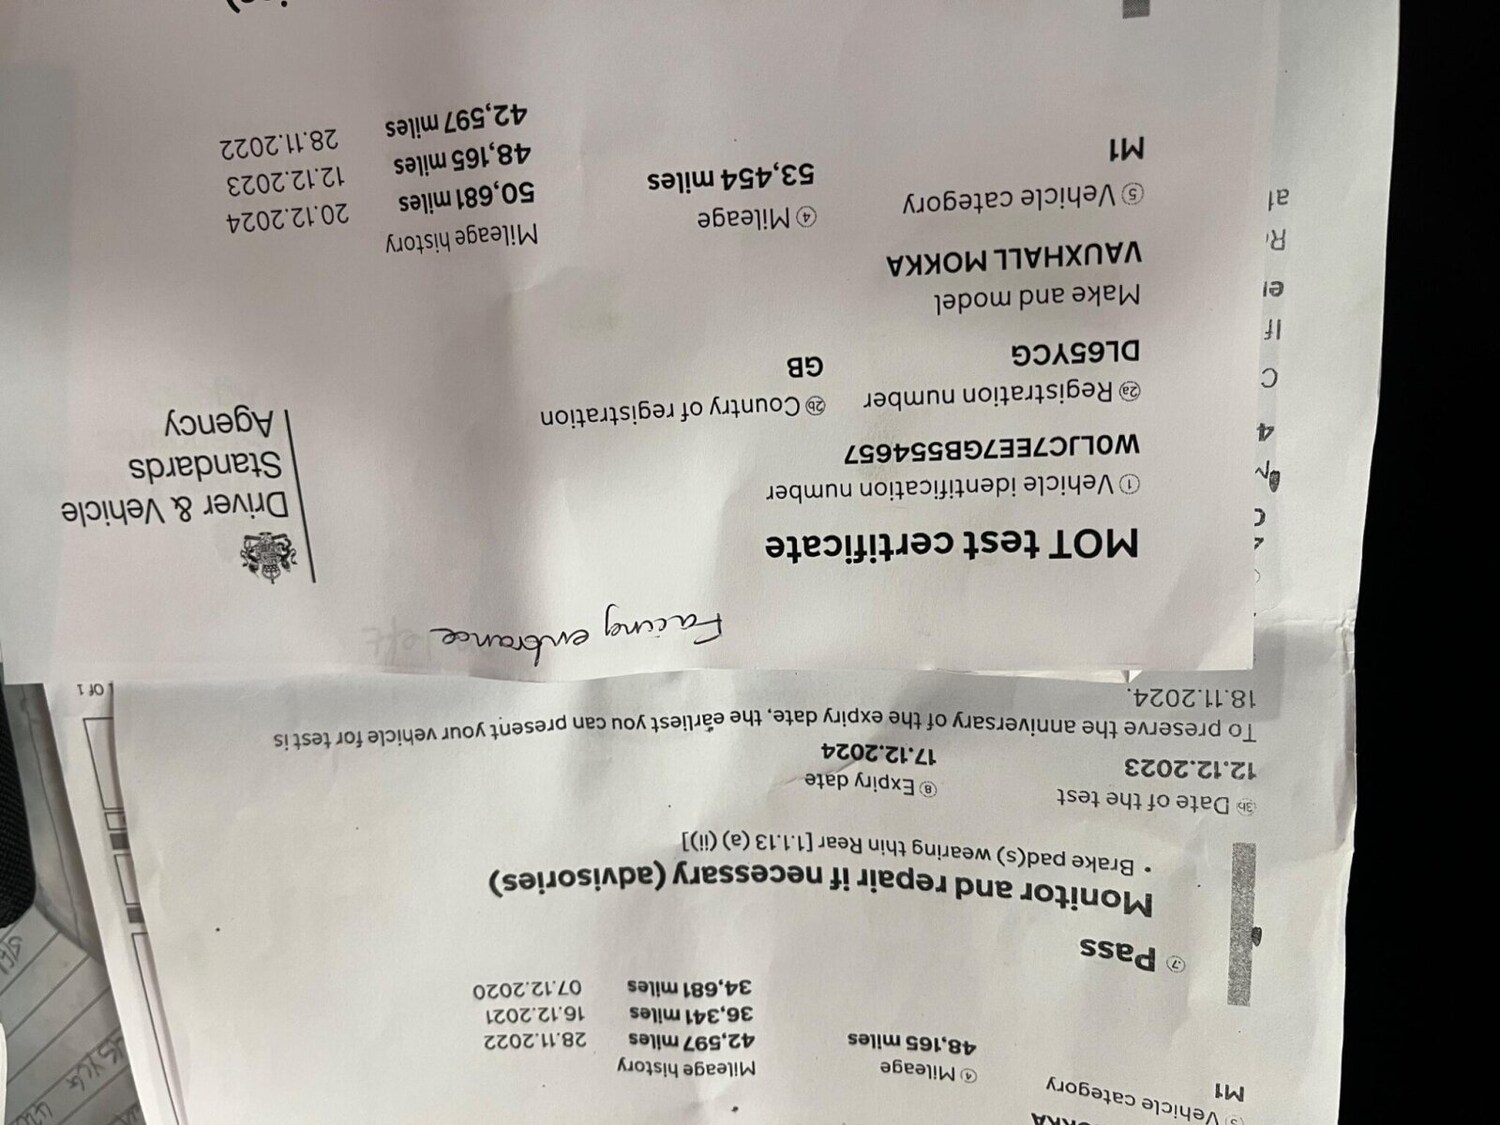 Facing entrance
MOT test certificate
Driver & Vehicle
Standards
Agency
① Vehicle identification number
W0LJC7EE7GB554657
2a Registration number
DL65YCG
2b Country of registration
GB
Make and model
VAUXHALL MOKKA
⑤ Vehicle category
M1
④ Mileage
53,454 miles
Mileage history
50,681 miles 20.12.2024
48,165 miles 12.12.2023
42,597 miles 28.11.2022
⑤ Vehicle category
M1
④ Mileage
48,165 miles
Mileage history
42,597 miles 28.11.2022
36,341 miles 16.12.2021
34,681 miles 07.12.2020
⑦ Pass
Monitor and repair if necessary (advisories)
• Brake pad(s) wearing thin Rear [1.1.13 (a) (ii)]
3b Date of the test
12.12.2023
⑧ Expiry date
17.12.2024
To preserve the anniversary of the expiry date, the earliest you can present your vehicle for test is
18.11.2024.
of 1
If